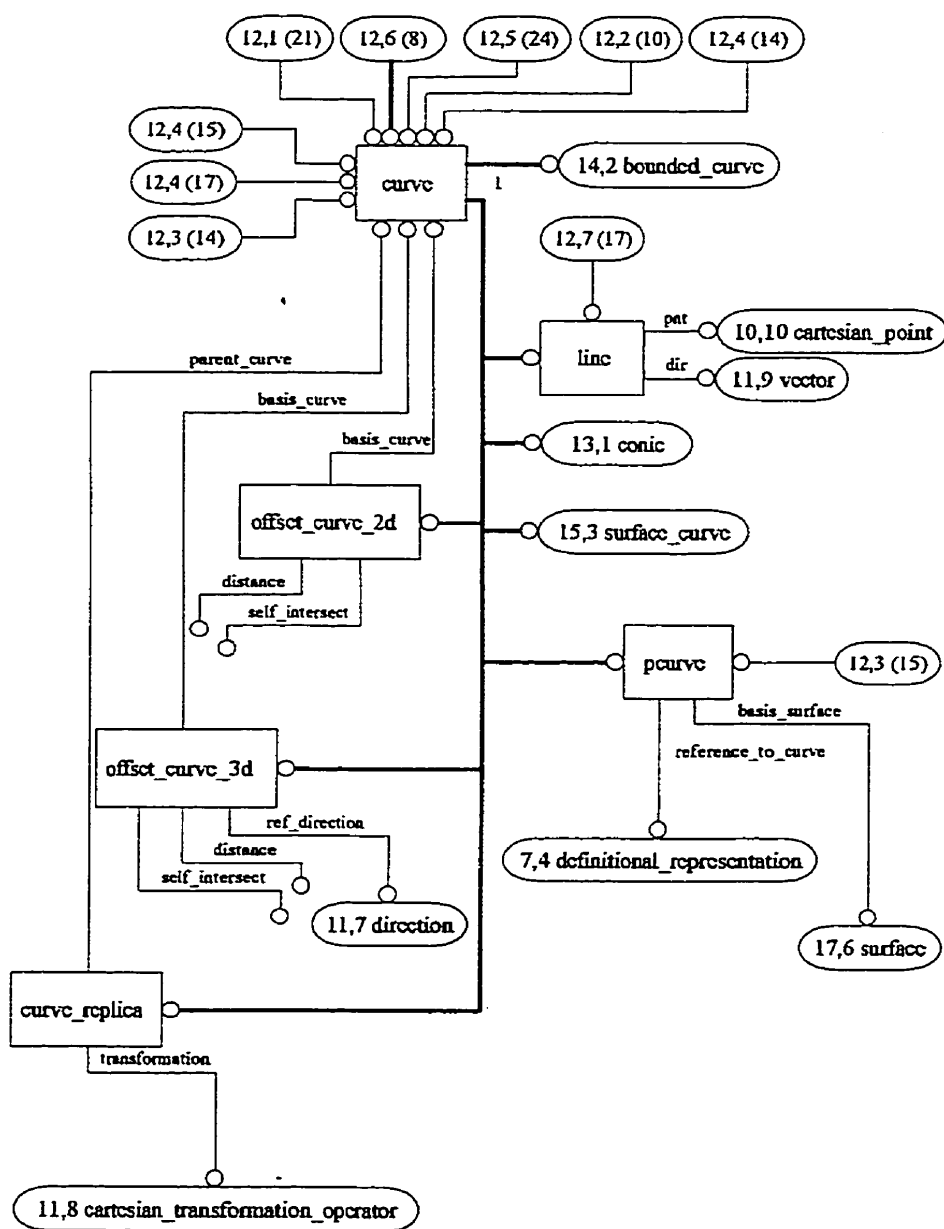 12,1 (21)
12,6 (8)
12,5 (24)
12,2 (10)
12,4 (14)
12,4 (15)
12,4 (17)
12,3 (14)
curve
1
14,2 bounded_curve
12,7 (17)
line
pnt
10,10 cartesian_point
dir
11,9 vector
parent_curve
basis_curve
basis_curve
13,1 conic
offset_curve_2d
15,3 surface_curve
distance
self_intersect
pcurve
12,3 (15)
basis_surface
reference_to_curve
offset_curve_3d
ref_direction
distance
self_intersect
7,4 definitional_representation
11,7 direction
17,6 surface
curve_replica
transformation
11,8 cartesian_transformation_operator